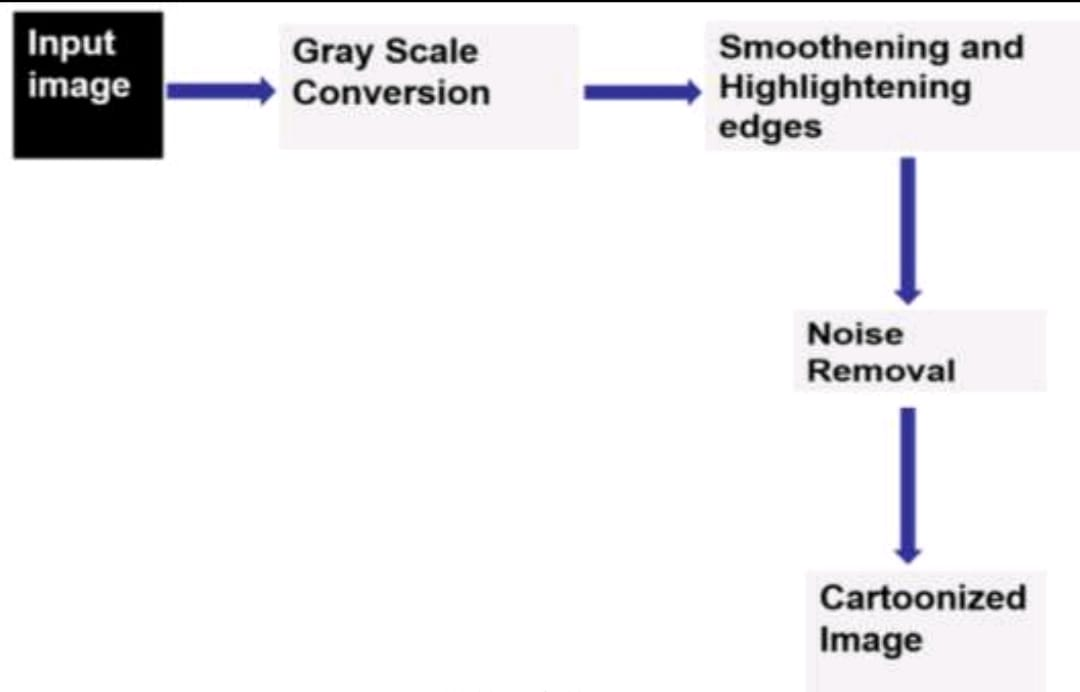 Input
image
Gray Scale
Conversion
Smoothening and
Highlightening
edges
Noise
Removal
Cartoonized
Image